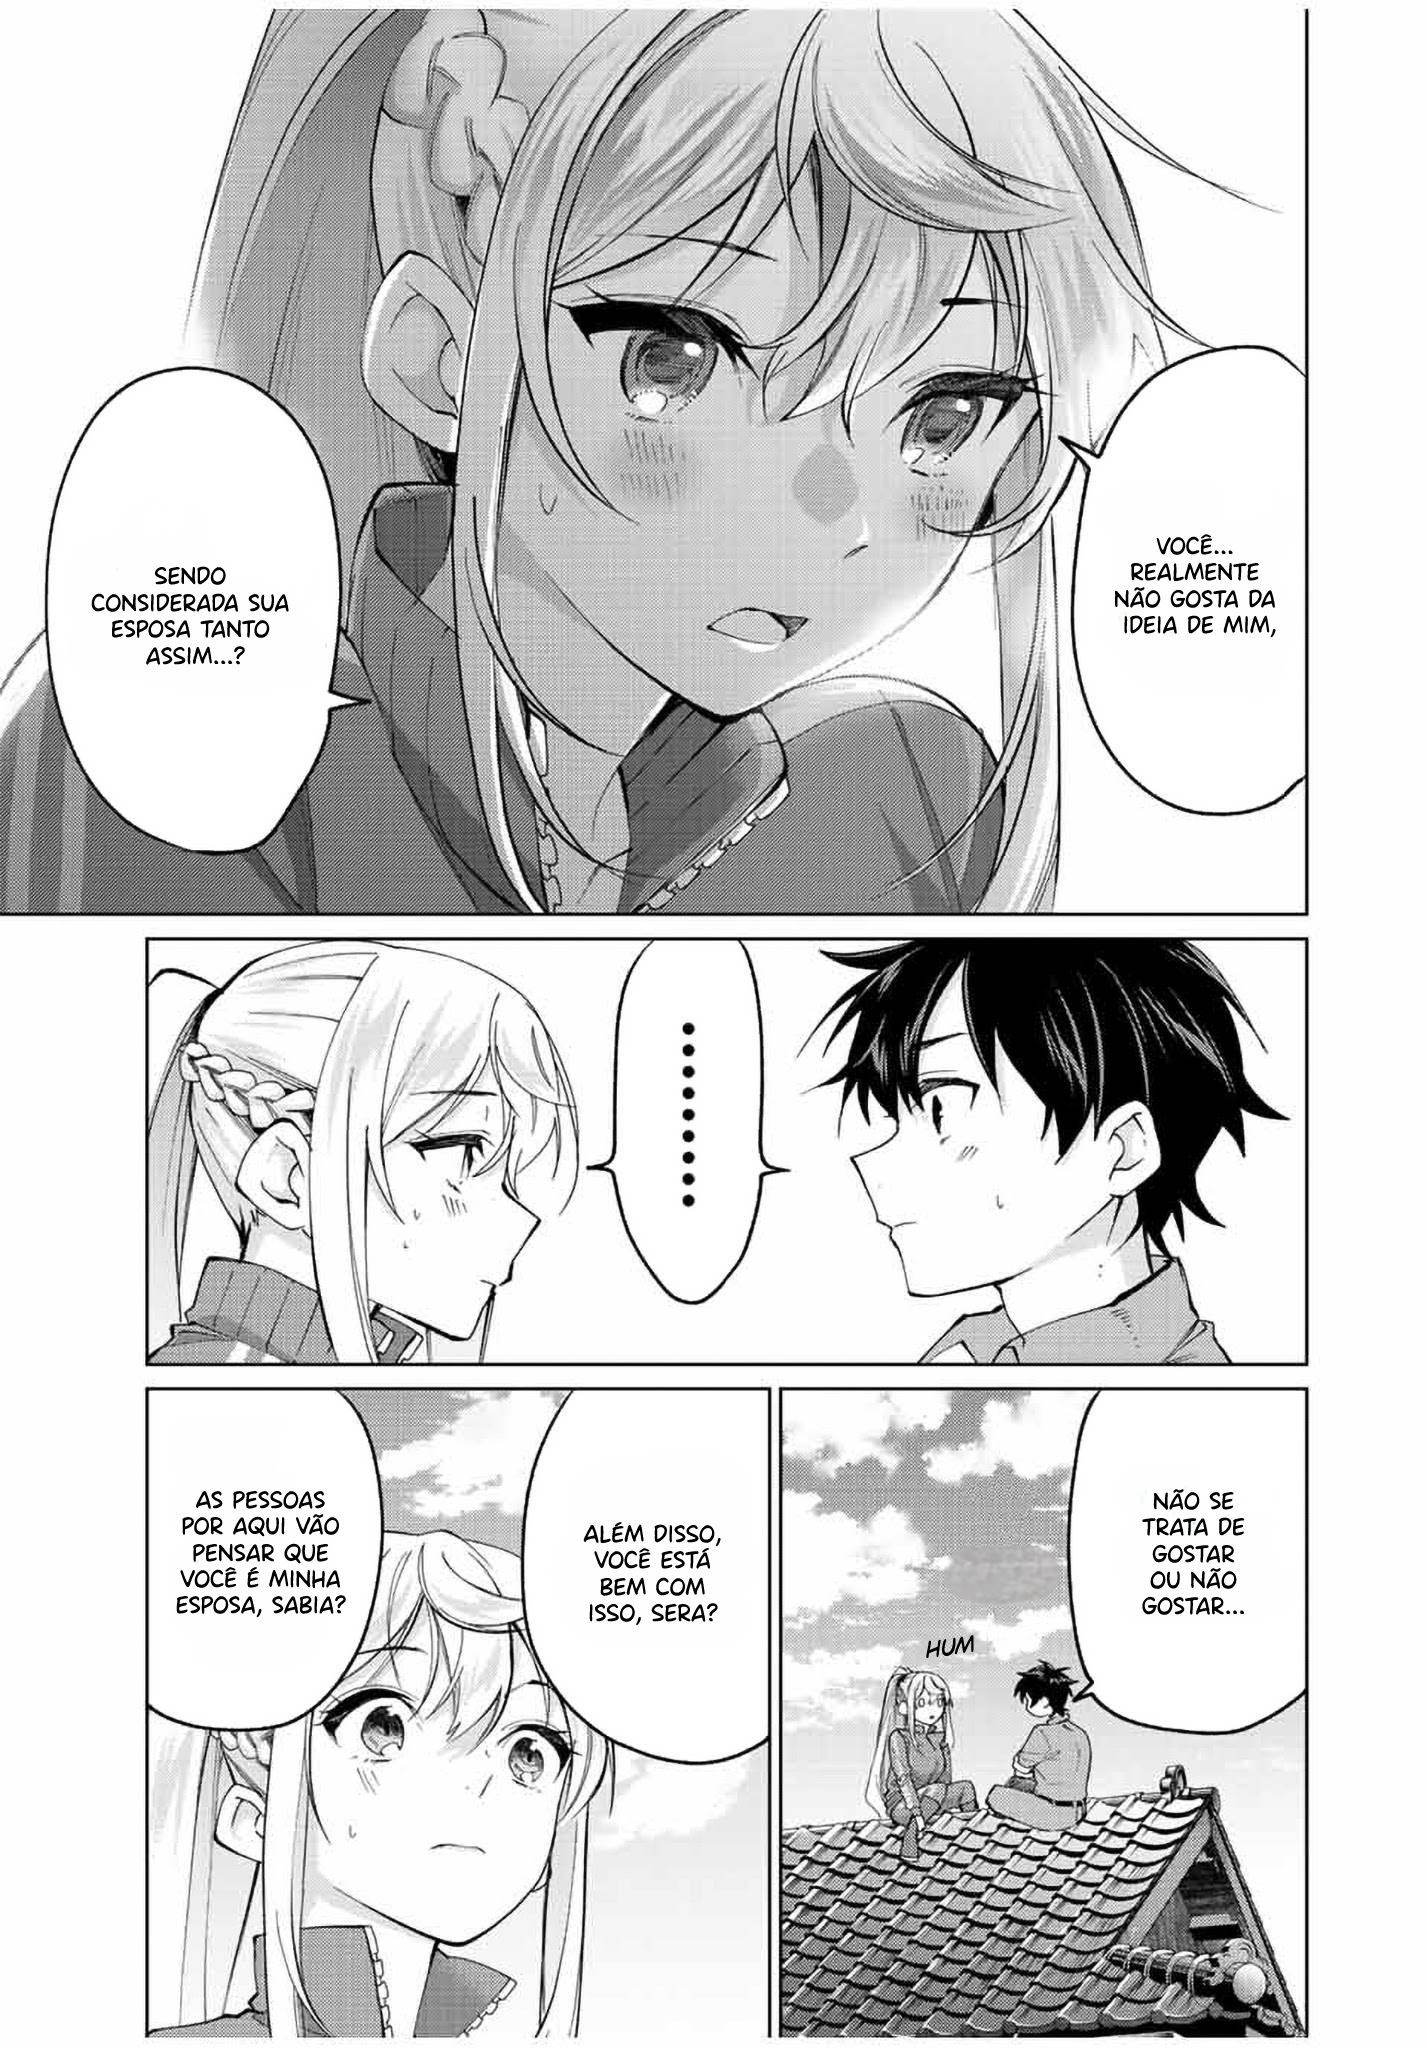 VOCÊ...
REALMENTE
NÃO GOSTA DA
IDEIA DE MIM,
SENDO
CONSIDERADA SUA
ESPOSA TANTO
ASSIM...?
.........
NÃO SE
TRATA DE
GOSTAR
OU NÃO
GOSTAR...
HUM
ALÉM DISSO,
VOCÊ ESTÁ
BEM COM
ISSO, SERA?
AS PESSOAS
POR AQUI VÃO
PENSAR QUE
VOCÊ É MINHA
ESPOSA, SABIA?